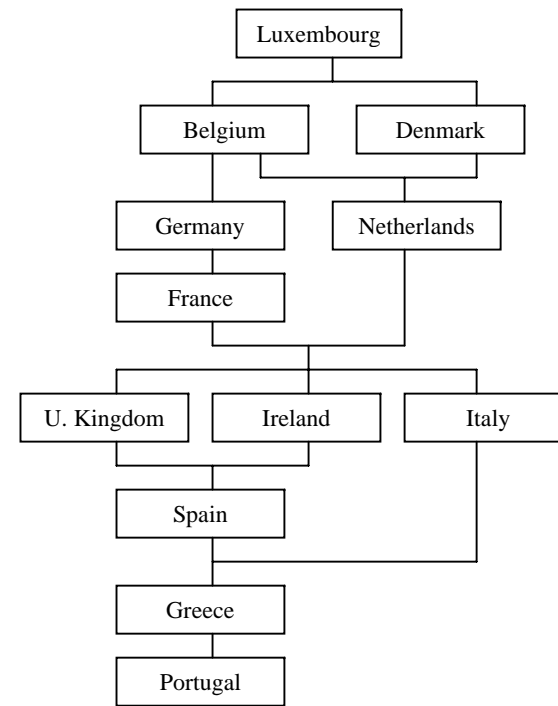 Luxembourg
Belgium
Denmark
Germany
Netherlands
France
U. Kingdom
Ireland
Italy
Spain
Greece
Portugal